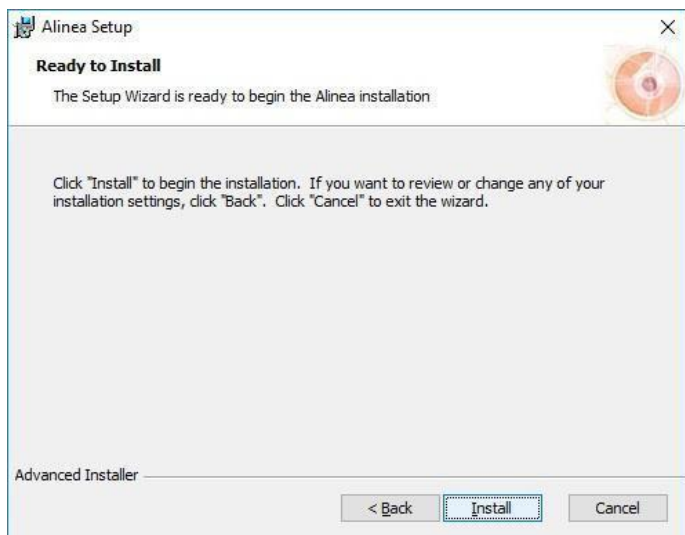 Alinea Setup
Ready to Install
The Setup Wizard is ready to begin the Alinea installation
Click "Install" to begin the installation.  If you want to review or change any of your
installation settings, click "Back".  Click "Cancel" to exit the wizard.
Advanced Installer
< Back
Install
Cancel